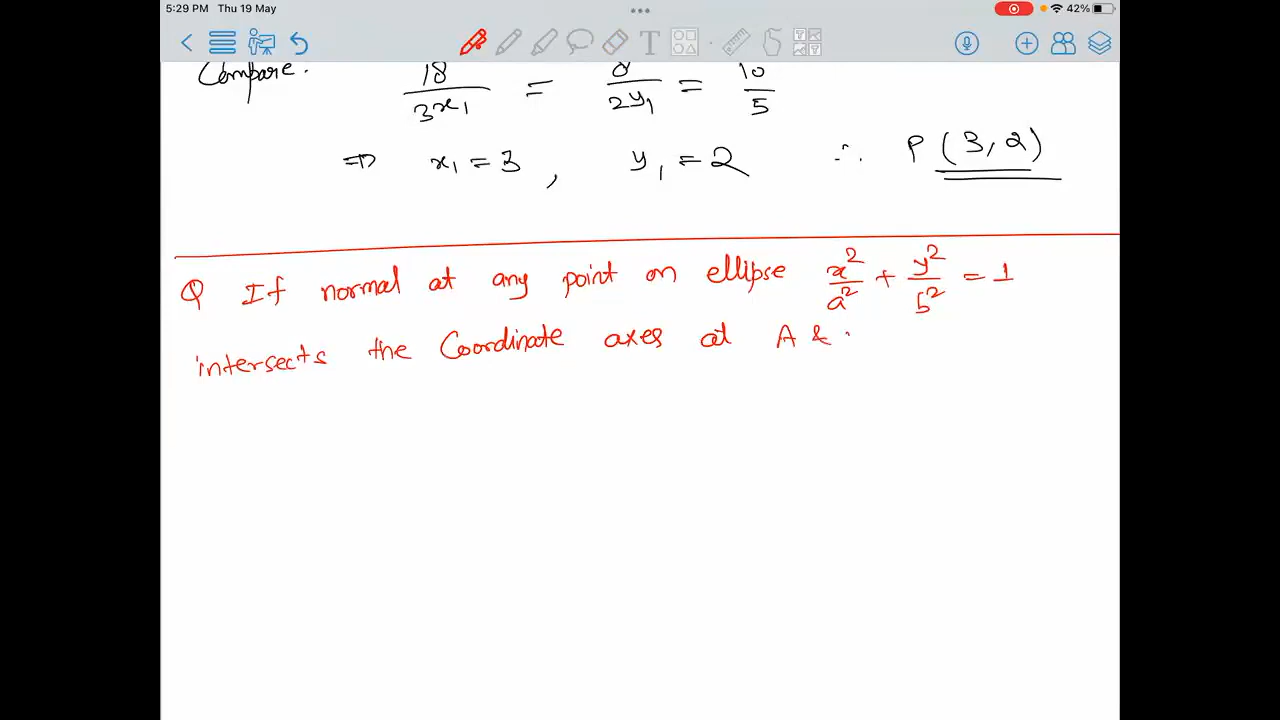 5:29 PM Thu 19 May
42%
T
Compare. 18/3x₁ = 8/2y₁ = 10/5
⇒ x₁ = 3 , y₁ = 2 ∴ P (3, 2)
Q If normal at any point on ellipse x²/a² + y²/b² = 1
intersects the Coordinate axes at A &